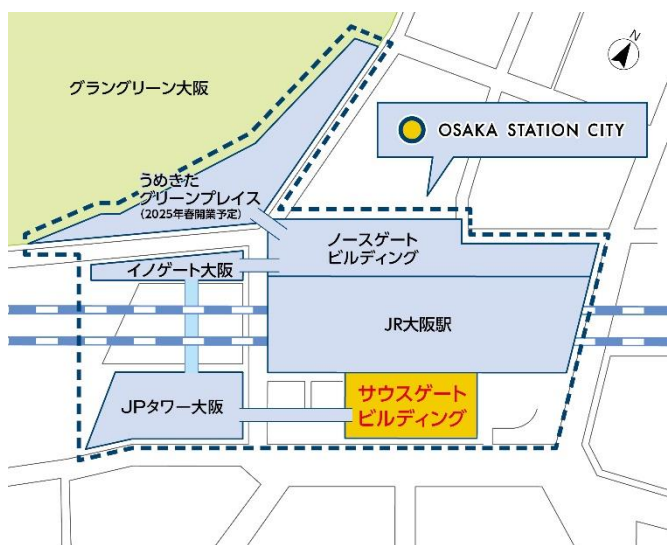 N
グラングリーン大阪
OSAKA STATION CITY
うめきた
グリーンプレイス
(2025年春開業予定)
ノースゲート
ビルディング
イノゲート大阪
JR大阪駅
JPタワー大阪
サウスゲート
ビルディング